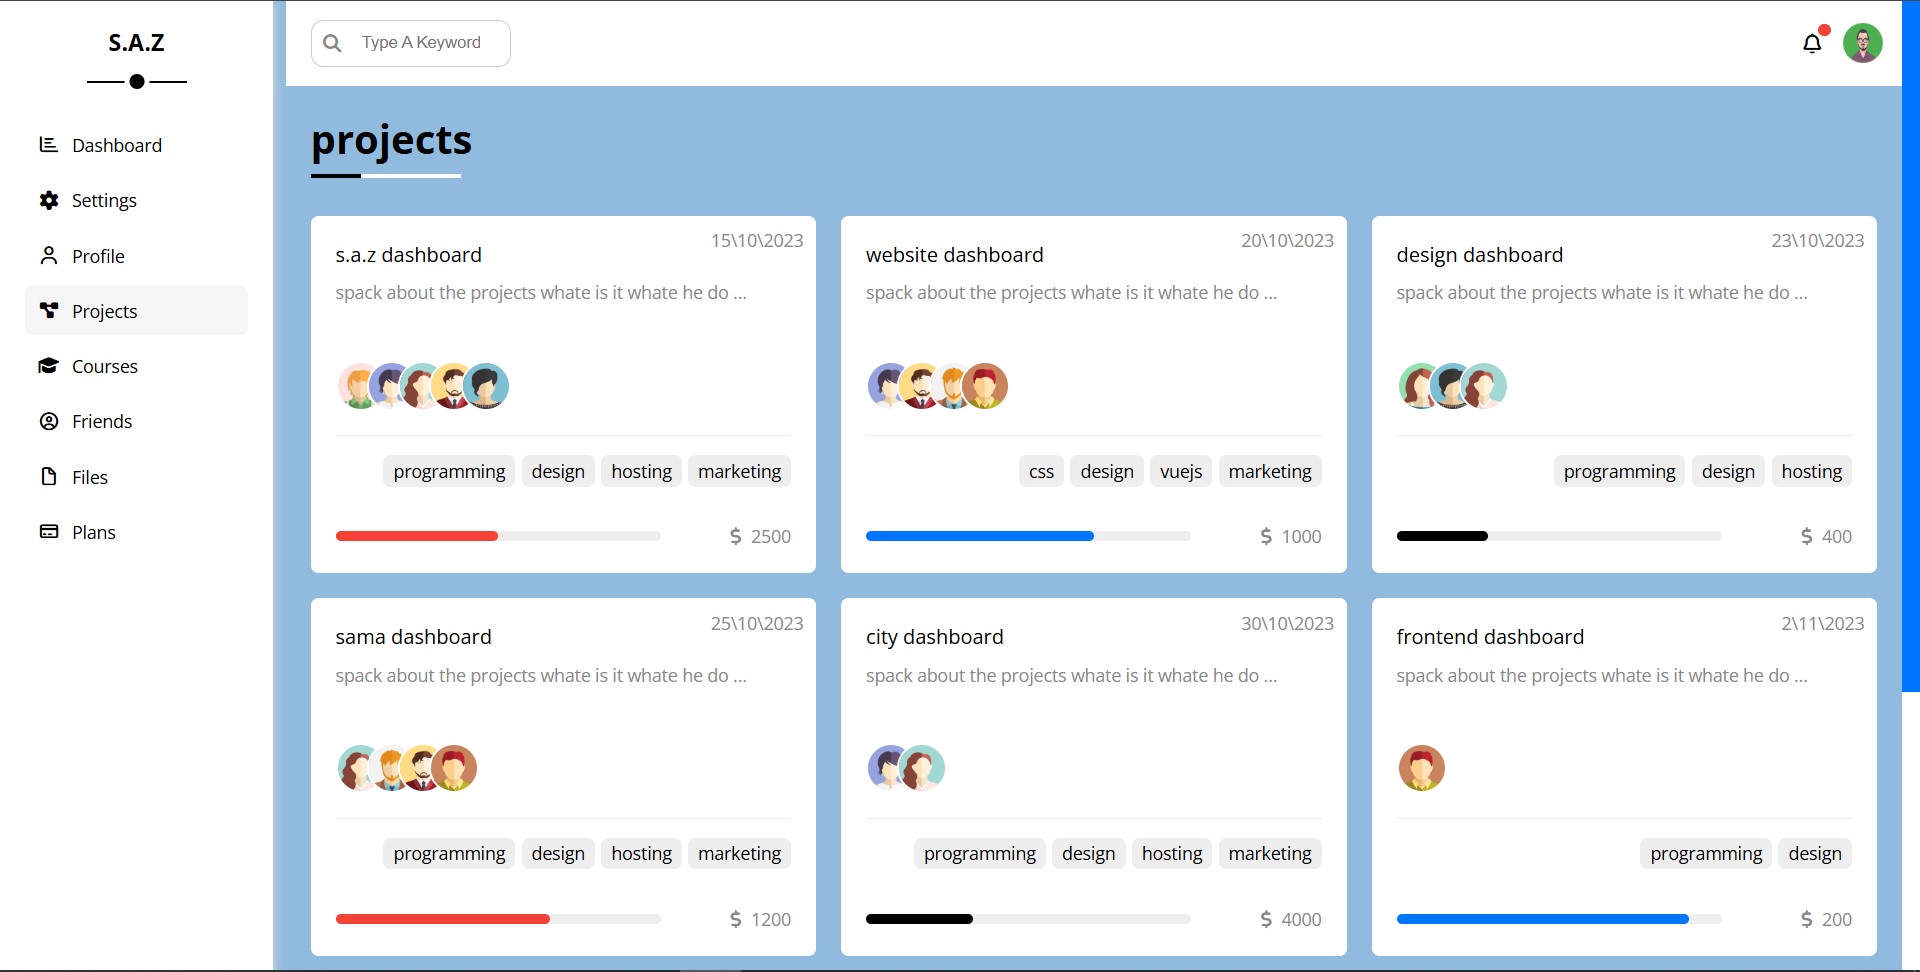 S.A.Z
Type A Keyword
Dashboard
Settings
Profile
Projects
Courses
Friends
Files
Plans
projects
15\10\2023
s.a.z dashboard
spack about the projects whate is it whate he do ...
programming design hosting marketing
$ 2500
20\10\2023
website dashboard
spack about the projects whate is it whate he do ...
css design vuejs marketing
$ 1000
23\10\2023
design dashboard
spack about the projects whate is it whate he do ...
programming design hosting
$ 400
25\10\2023
sama dashboard
spack about the projects whate is it whate he do ...
programming design hosting marketing
$ 1200
30\10\2023
city dashboard
spack about the projects whate is it whate he do ...
programming design hosting marketing
$ 4000
2\11\2023
frontend dashboard
spack about the projects whate is it whate he do ...
programming design
$ 200